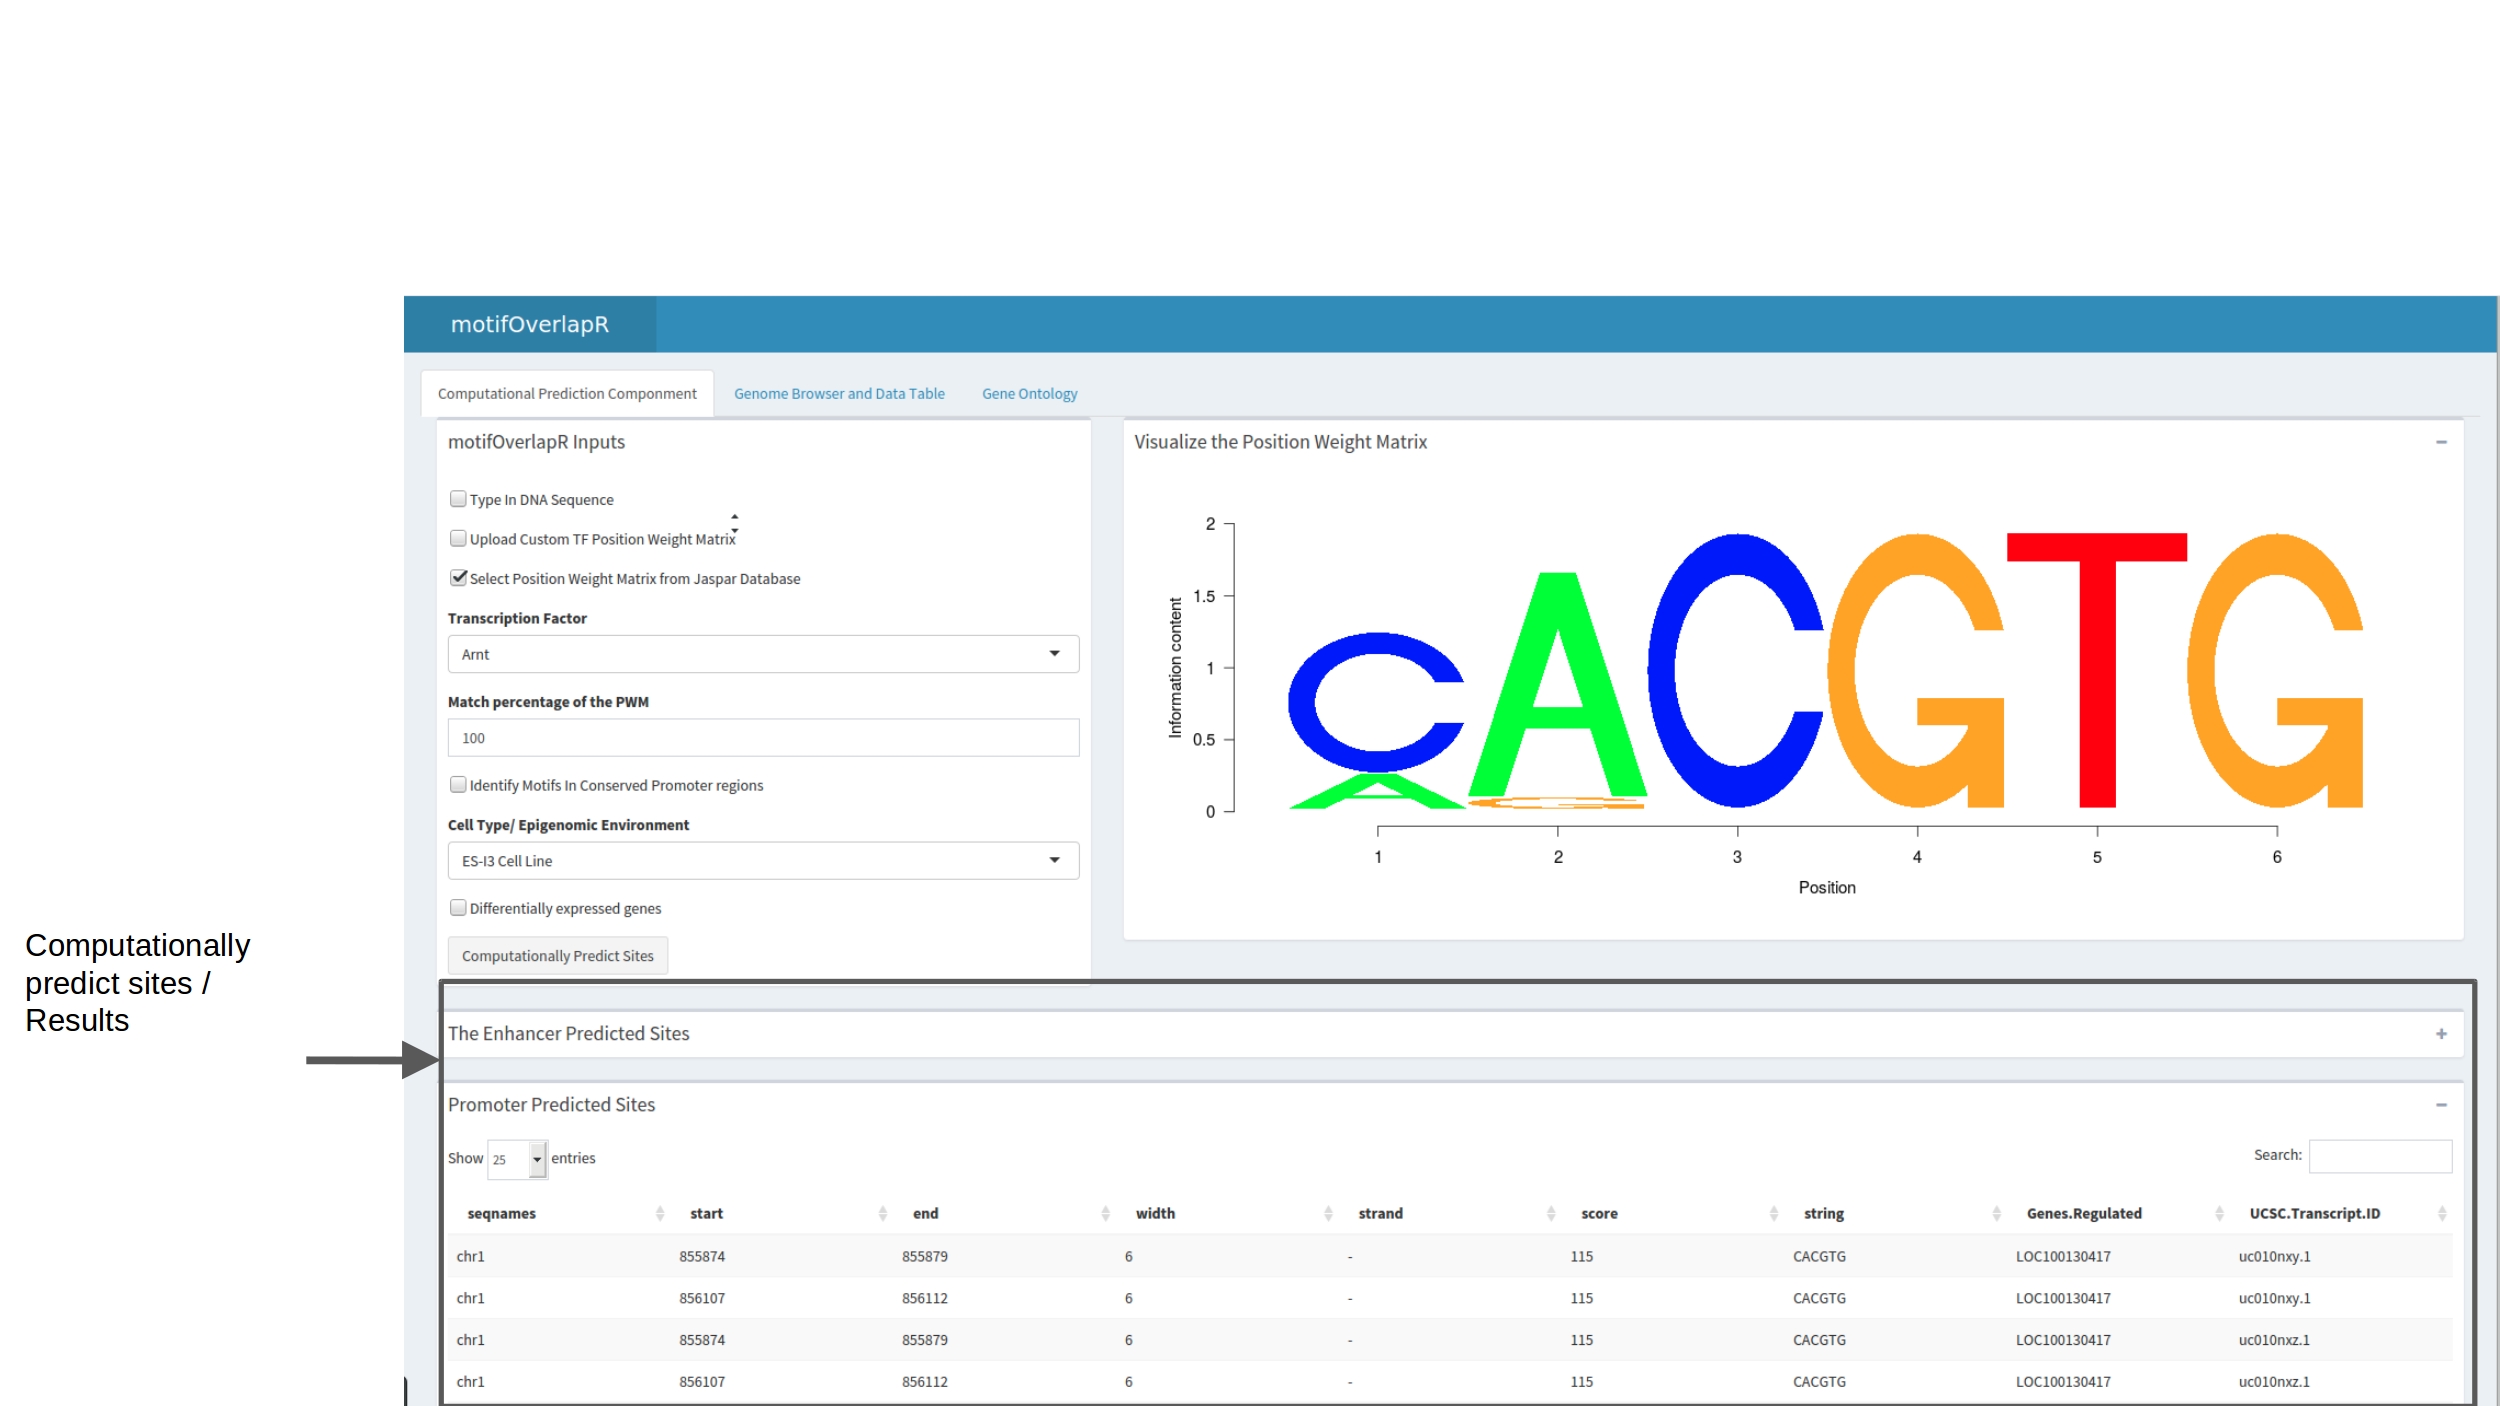 motifOverlapR
Computational Prediction Componment
Genome Browser and Data Table
Gene Ontology
motifOverlapR Inputs
Type In DNA Sequence
Upload Custom TF Position Weight Matrix
Select Position Weight Matrix from Jaspar Database
Transcription Factor
Arnt
Match percentage of the PWM
100
Identify Motifs In Conserved Promoter regions
Cell Type/ Epigenomic Environment
ES-I3 Cell Line
Differentially expressed genes
Computationally Predict Sites
Visualize the Position Weight Matrix
Information content
2
1.5
1
0.5
0
C A C G T G
A G
1 2 3 4 5 6
Position
Computationally
predict sites /
Results
The Enhancer Predicted Sites
Promoter Predicted Sites
Show 25 entries
Search:
seqnames start end width strand score string Genes.Regulated UCSC.Transcript.ID
chr1 855874 855879 6 - 115 CACGTG LOC100130417 uc010nxy.1
chr1 856107 856112 6 - 115 CACGTG LOC100130417 uc010nxy.1
chr1 855874 855879 6 - 115 CACGTG LOC100130417 uc010nxz.1
chr1 856107 856112 6 - 115 CACGTG LOC100130417 uc010nxz.1